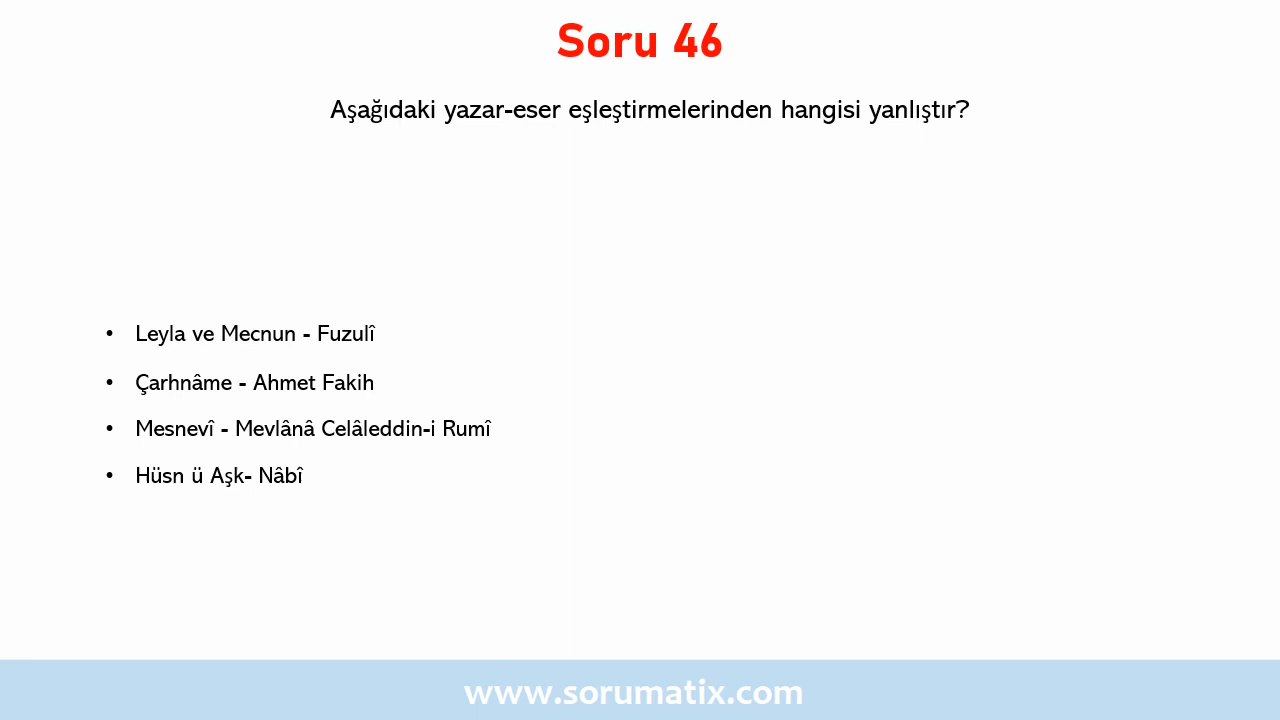 Soru 46
Aşağıdaki yazar-eser eşleştirmelerinden hangisi yanlıştır?
• Leyla ve Mecnun - Fuzulî
• Çarhnâme - Ahmet Fakih
• Mesnevî - Mevlânâ Celâleddin-i Rumî
• Hüsn ü Aşk- Nâbî
www.sorumatix.com